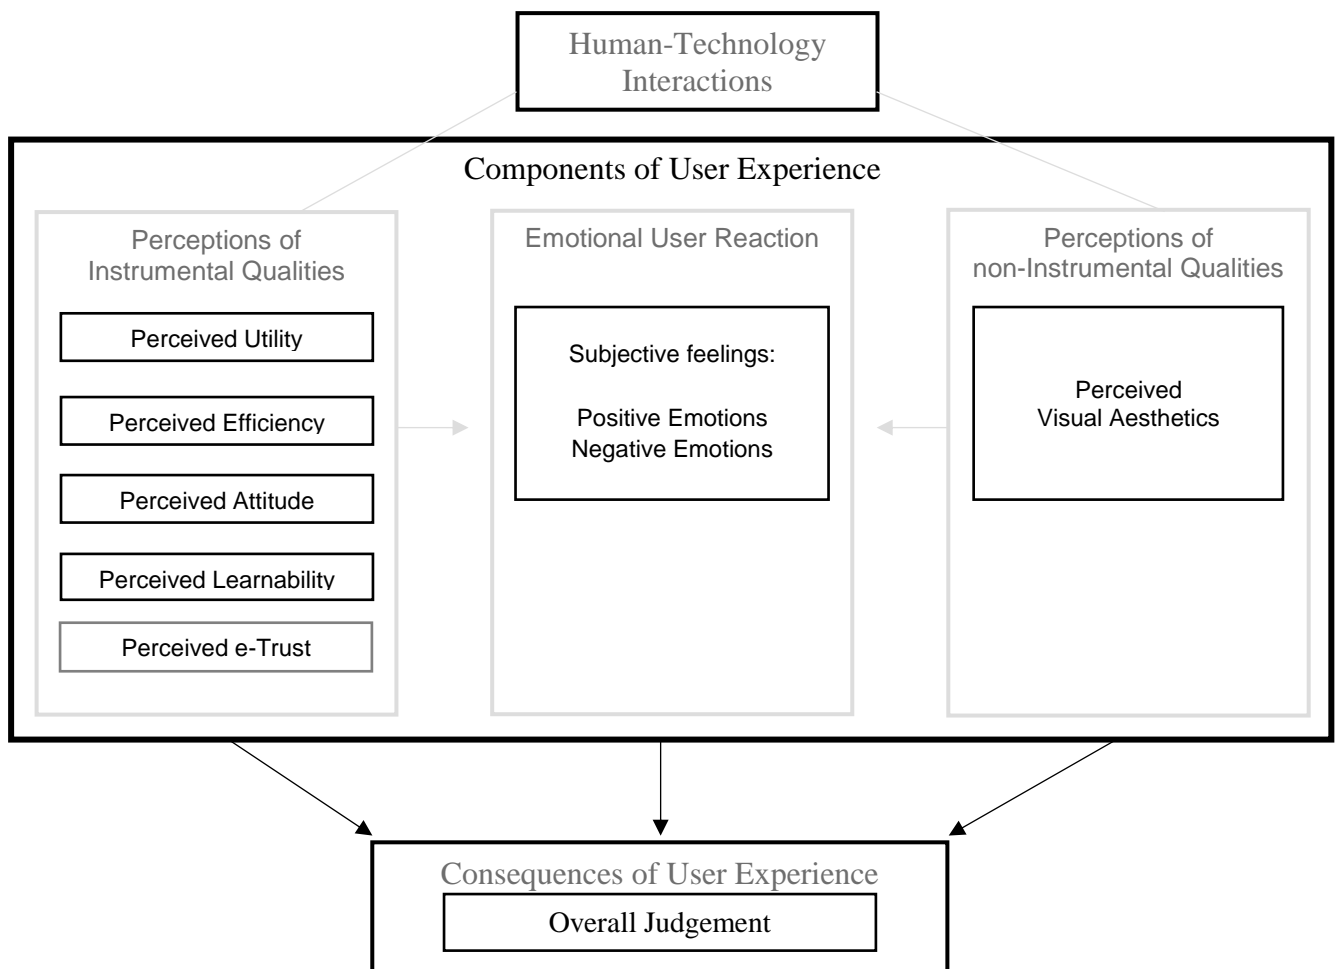 Human-Technology
Interactions
Components of User Experience
Perceptions of
Instrumental Qualities
Perceived Utility
Perceived Efficiency
Perceived Attitude
Perceived Learnability
Perceived e-Trust
Emotional User Reaction
Subjective feelings:
Positive Emotions
Negative Emotions
Perceptions of
non-Instrumental Qualities
Perceived
Visual Aesthetics
Consequences of User Experience
Overall Judgement